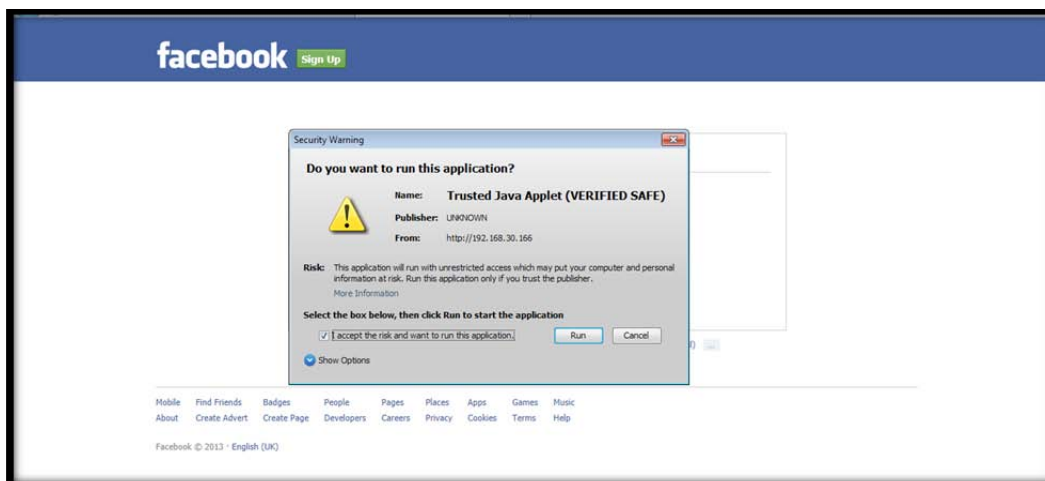 facebook Sign Up
Security Warning
Do you want to run this application?
Name: Trusted Java Applet (VERIFIED SAFE)
Publisher: UNKNOWN
From: http://192.168.30.166
Risk: This application will run with unrestricted access which may put your computer and personal
information at risk. Run this application only if you trust the publisher.
More Information
Select the box below, then click Run to start the application
I accept the risk and want to run this application. Run Cancel
Show Options
Mobile Find Friends Badges People Pages Places Apps Games Music
About Create Advert Create Page Developers Careers Privacy Cookies Terms Help
Facebook © 2013 · English (UK)